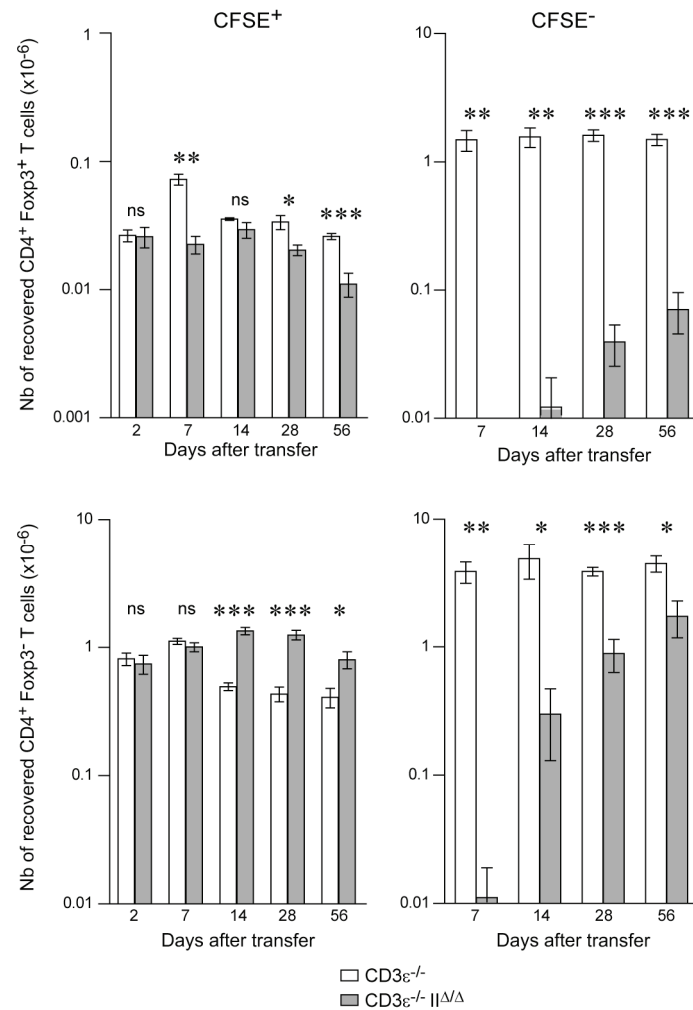 CFSE⁺
CFSE⁻
Nb of recovered CD4⁺ Foxp3⁺ T cells (x10⁻⁶)
1
0.1
0.01
0.001
ns
**
ns
*
***
2 7 14 28 56
Days after transfer
10
1
0.1
0.01
**
**
***
***
7 14 28 56
Days after transfer
Nb of recovered CD4⁺ Foxp3⁻ T cells (x10⁻⁶)
10
1
0.1
0.01
ns
ns
***
***
*
2 7 14 28 56
Days after transfer
10
1
0.1
0.01
**
*
***
*
7 14 28 56
Days after transfer
CD3ε⁻/⁻
CD3ε⁻/⁻ II^Δ/Δ